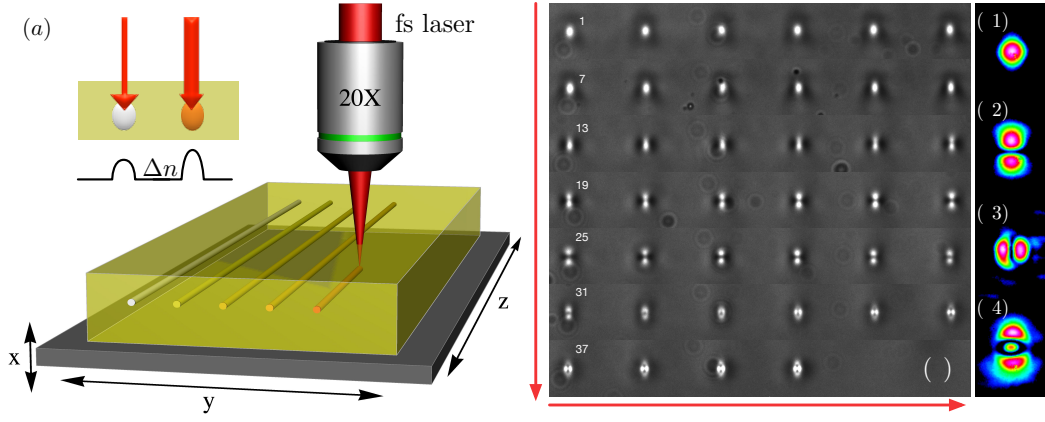 (a)
fs laser
20X
Δn
x
y
z
1
7
13
19
25
31
37
( )
( 1)
( 2)
( 3)
( 4)